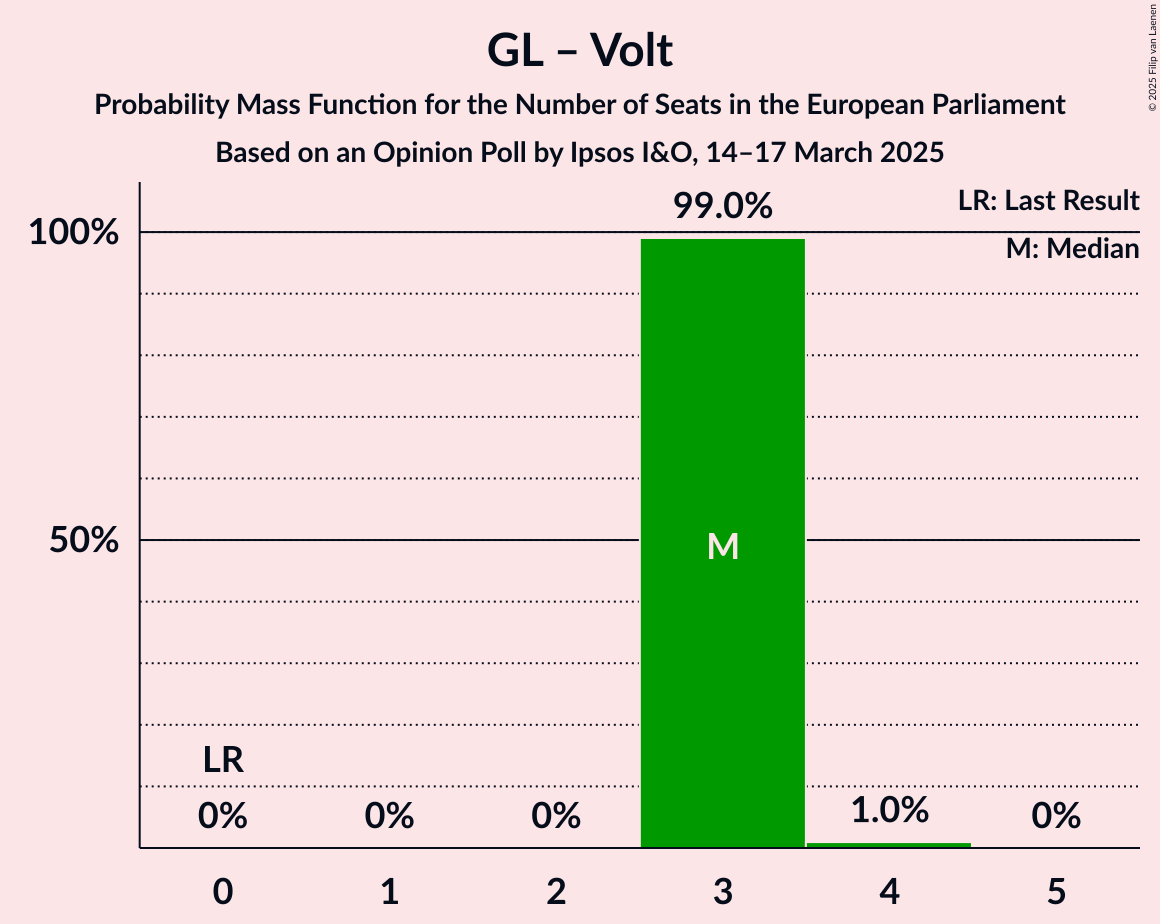 GL – Volt
Probability Mass Function for the Number of Seats in the European Parliament
Based on an Opinion Poll by Ipsos I&O, 14–17 March 2025
© 2025 Filip van Laenen
LR: Last Result
M: Median
100%
50%
99.0%
M
LR
0%
0%
0%
1.0%
0%
0
1
2
3
4
5